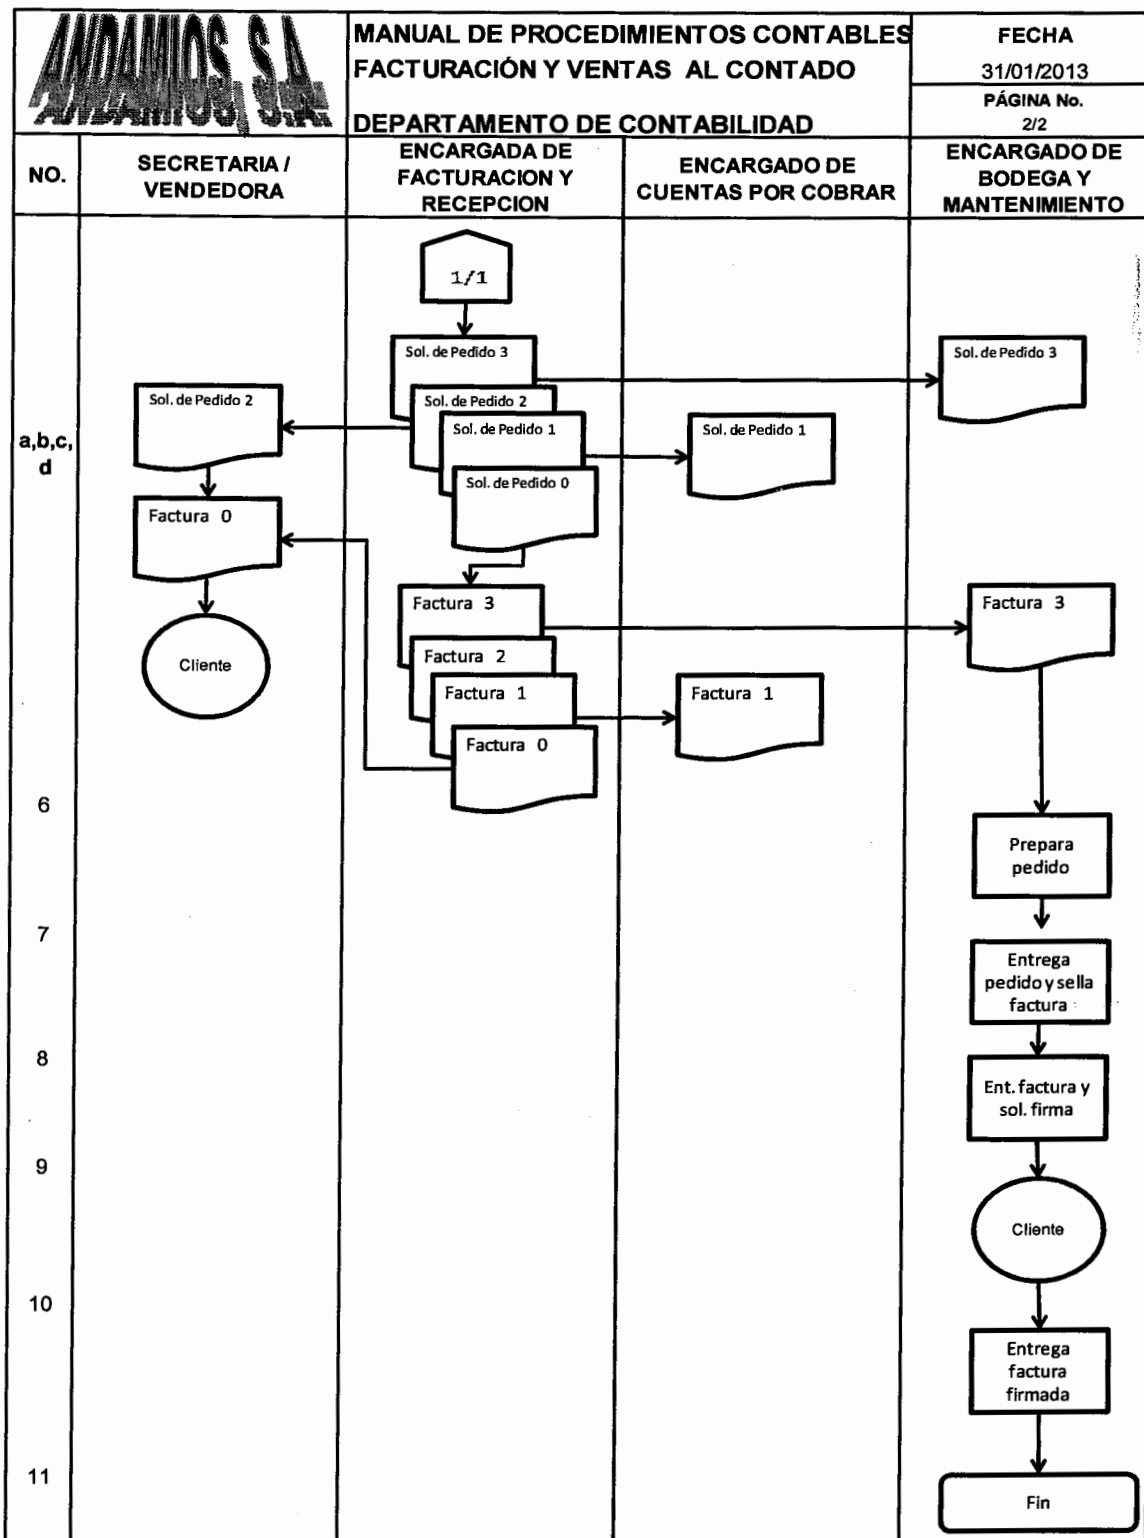 ANDAMIOS, S.A.
MANUAL DE PROCEDIMIENTOS CONTABLES
FACTURACIÓN Y VENTAS AL CONTADO
DEPARTAMENTO DE CONTABILIDAD
FECHA
31/01/2013
PÁGINA No.
2/2
NO.
SECRETARIA /
VENDEDORA
ENCARGADA DE
FACTURACION Y
RECEPCION
ENCARGADO DE
CUENTAS POR COBRAR
ENCARGADO DE
BODEGA Y
MANTENIMIENTO
1/1
Sol. de Pedido 3
Sol. de Pedido 3
Sol. de Pedido 2
Sol. de Pedido 2
Sol. de Pedido 1
Sol. de Pedido 1
a,b,c,
d
Sol. de Pedido 0
Factura 0
Factura 3
Factura 3
Cliente
Factura 2
Factura 1
Factura 1
Factura 0
6
Prepara
pedido
7
Entrega
pedido y sella
factura
8
Ent. factura y
sol. firma
9
Cliente
10
Entrega
factura
firmada
11
Fin